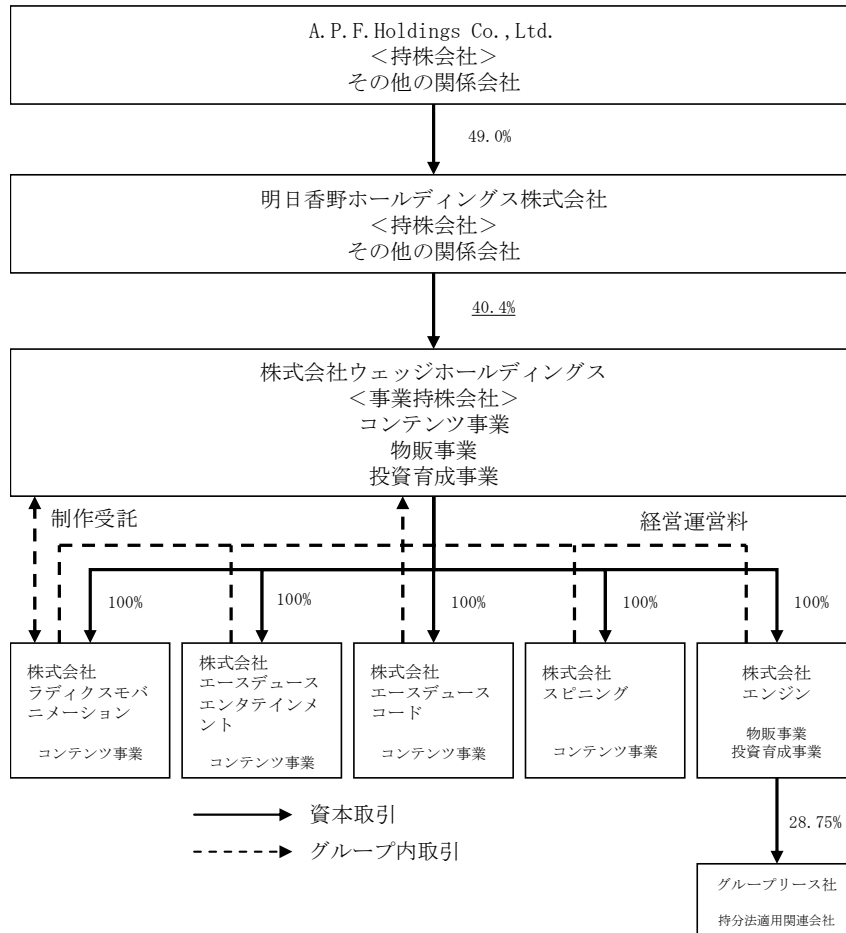 A.P.F.Holdings Co.,Ltd.
＜持株会社＞
その他の関係会社
49.0%
明日香野ホールディングス株式会社
＜持株会社＞
その他の関係会社
40.4%
株式会社ウェッジホールディングス
＜事業持株会社＞
コンテンツ事業
物販事業
投資育成事業
制作受託
経営運営料
100%
100%
100%
100%
100%
株式会社
ラディクスモバ
ニメーション
コンテンツ事業
株式会社
エースデュース
エンタテインメ
ント
コンテンツ事業
株式会社
エースデュース
コード
コンテンツ事業
株式会社
スピニング
コンテンツ事業
株式会社
エンジン
物販事業
投資育成事業
資本取引
グループ内取引
28.75%
グループリース社
持分法適用関連会社